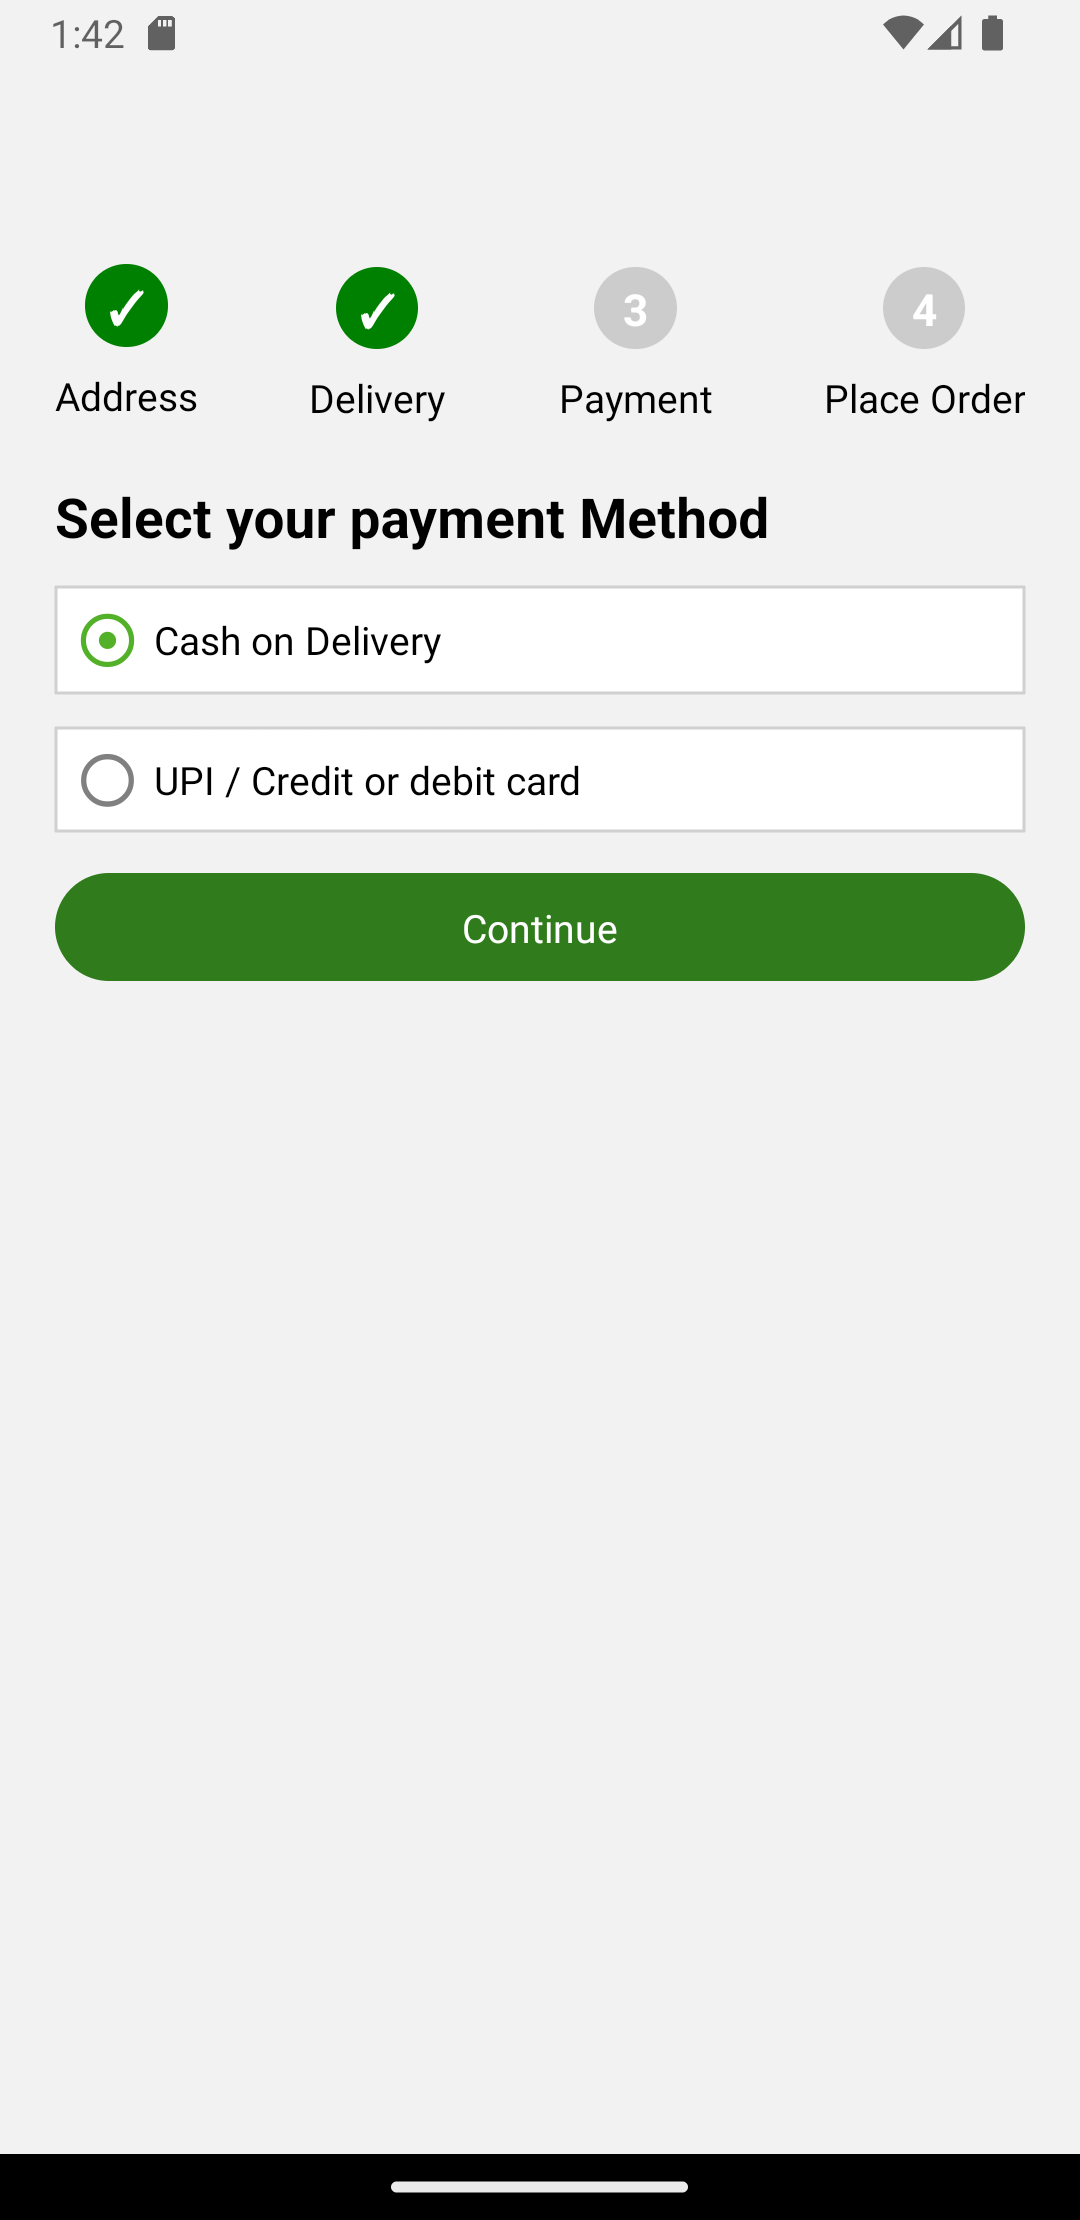 1:42
✓ ✓ 3 4
Address Delivery Payment Place Order
Select your payment Method
Cash on Delivery
UPI / Credit or debit card
Continue